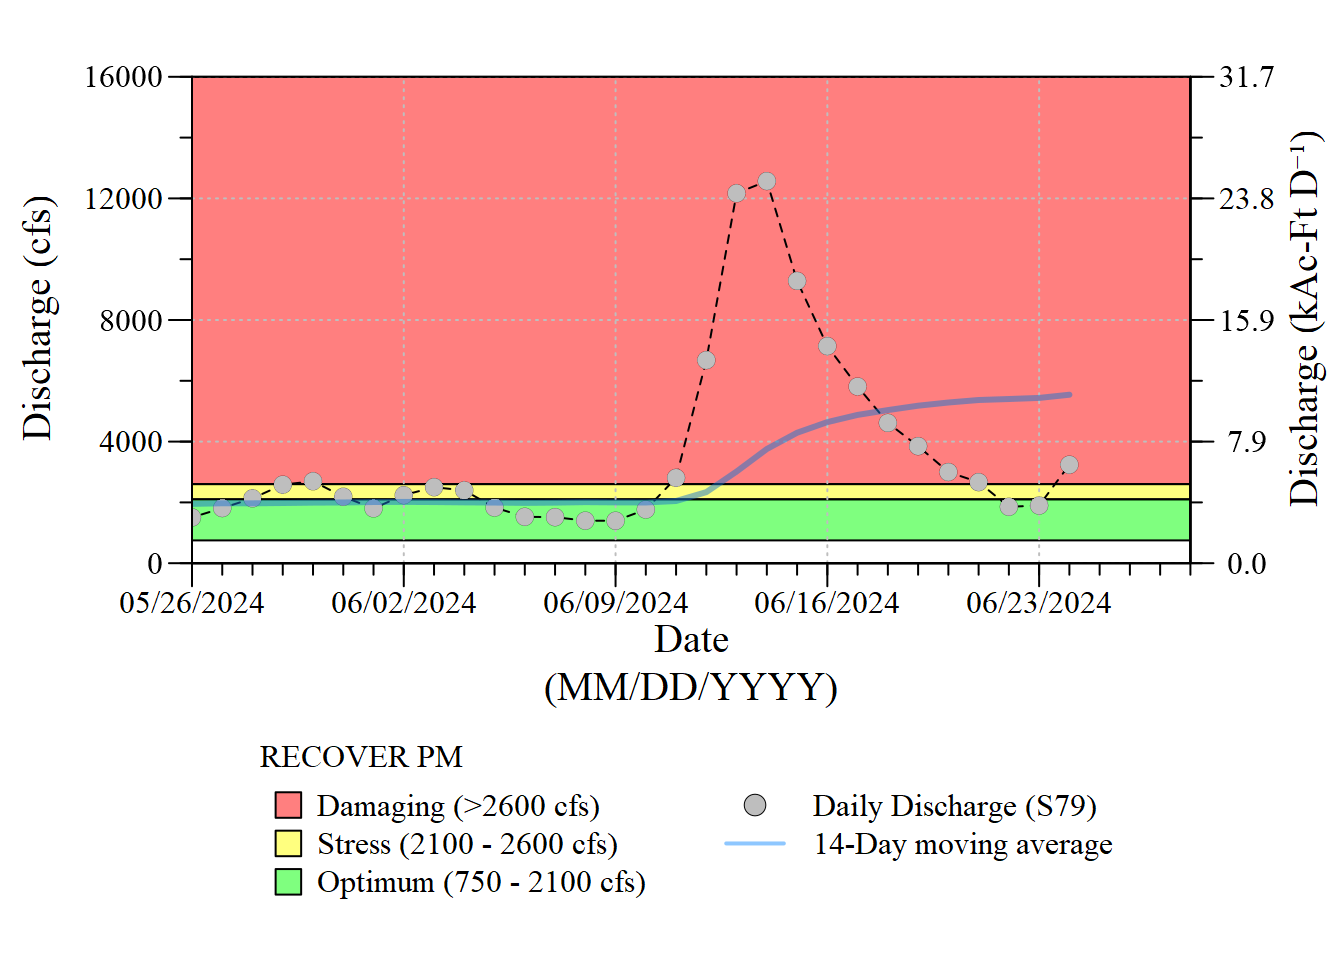 16000
12000
8000
4000
0
Discharge (cfs)
31.7
23.8
15.9
7.9
0.0
Discharge (kAc-Ft D⁻¹)
05/26/2024 06/02/2024 06/09/2024 06/16/2024 06/23/2024
Date
(MM/DD/YYYY)
RECOVER PM
Damaging (>2600 cfs)
Stress (2100 - 2600 cfs)
Optimum (750 - 2100 cfs)
Daily Discharge (S79)
14-Day moving average